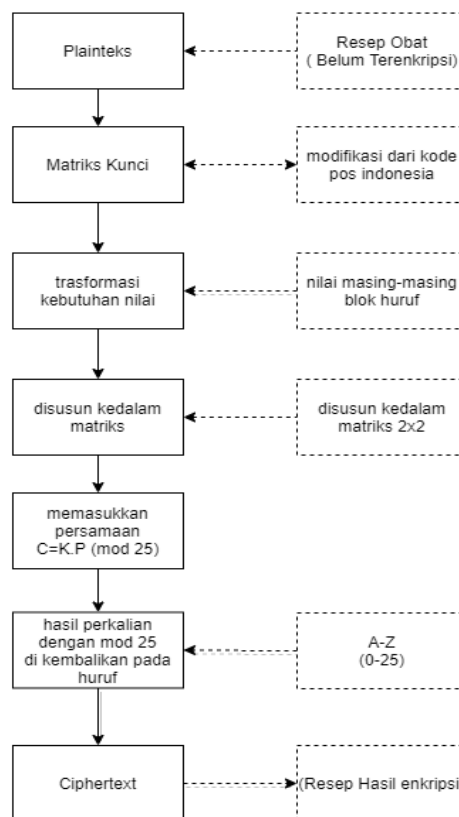 Plainteks
Resep Obat
( Belum Terenkripsi)
Matriks Kunci
modifikasi dari kode
pos indonesia
trasformasi
kebutuhan nilai
nilai masing-masing
blok huruf
disusun kedalam
matriks
disusun kedalam
matriks 2x2
memasukkan
persamaan
C=K.P (mod 25)
hasil perkalian
dengan mod 25
di kembalikan pada
huruf
A-Z
(0-25)
Ciphertext
(Resep Hasil enkripsi